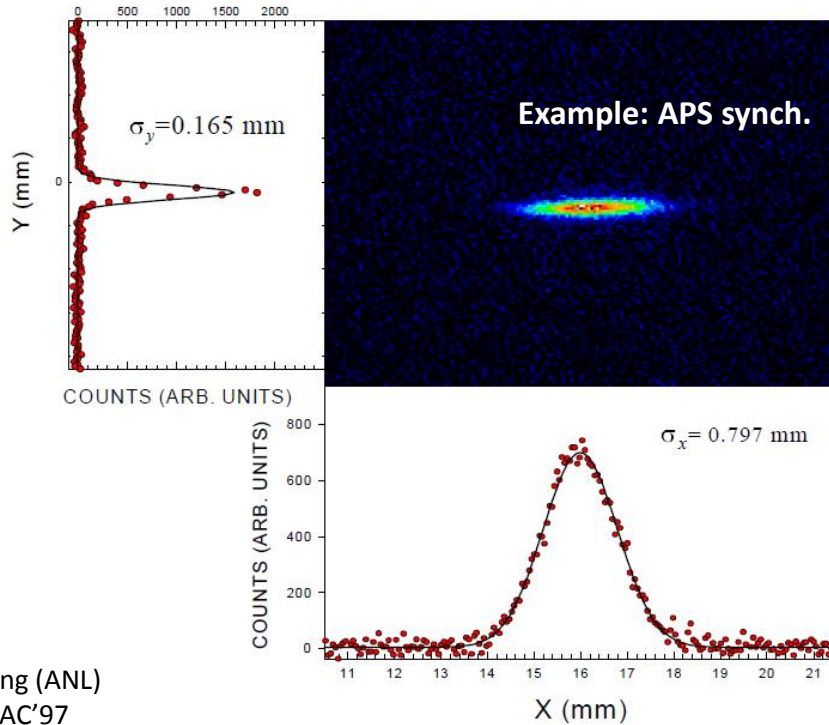 0 500 1000 1500 2000
σy=0.165 mm
Example: APS synch.
Y (mm)
0
COUNTS (ARB. UNITS)
COUNTS (ARB. UNITS)
800
600
400
200
0
σx= 0.797 mm
11 12 13 14 15 16 17 18 19 20 21
X (mm)
ng (ANL)
AC'97